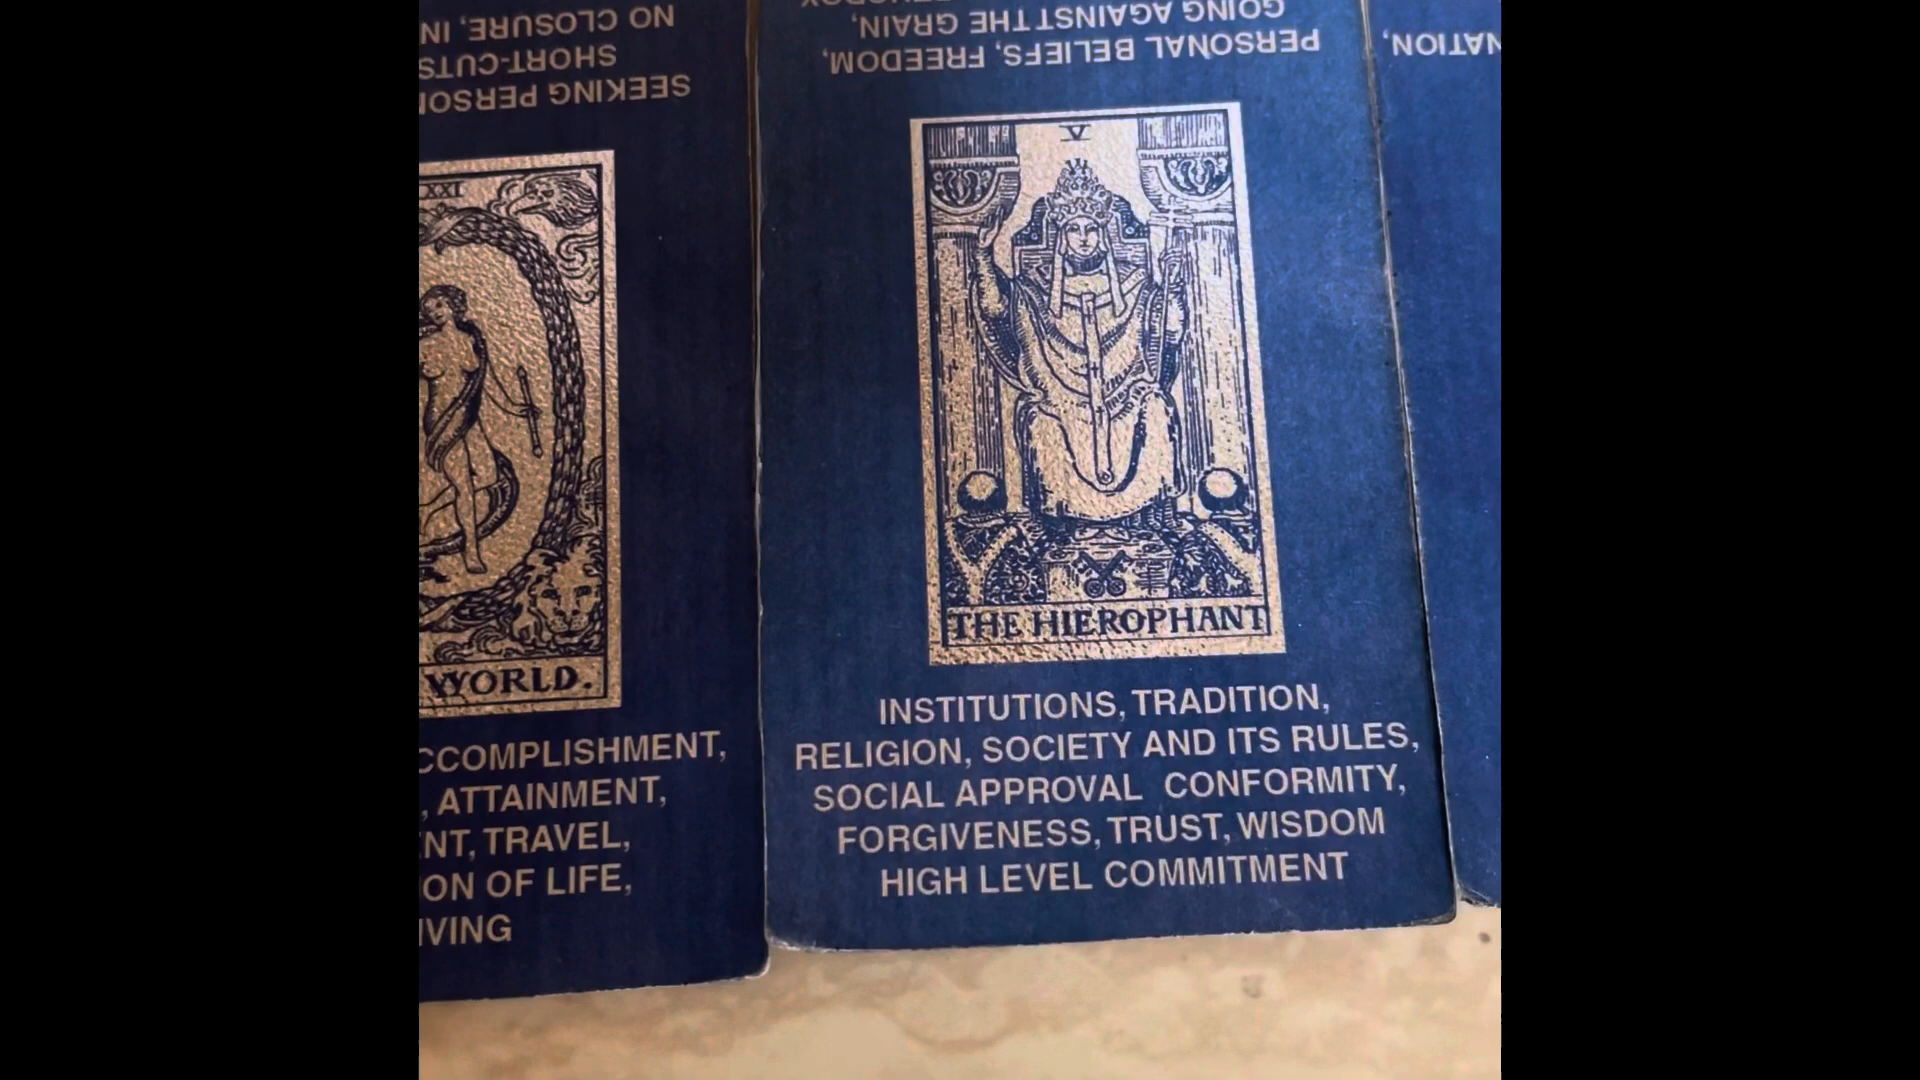 NO CLOSURE, IN
SHORT-CUTS
SEEKING PERSON
XXI
WORLD.
CCOMPLISHMENT,
, ATTAINMENT,
NT, TRAVEL,
ON OF LIFE,
IVING
GOING AGAINST THE GRAIN,
PERSONAL BELIEFS, FREEDOM,
V
THE HIEROPHANT
INSTITUTIONS, TRADITION,
RELIGION, SOCIETY AND ITS RULES,
SOCIAL APPROVAL CONFORMITY,
FORGIVENESS, TRUST, WISDOM
HIGH LEVEL COMMITMENT
NATION,